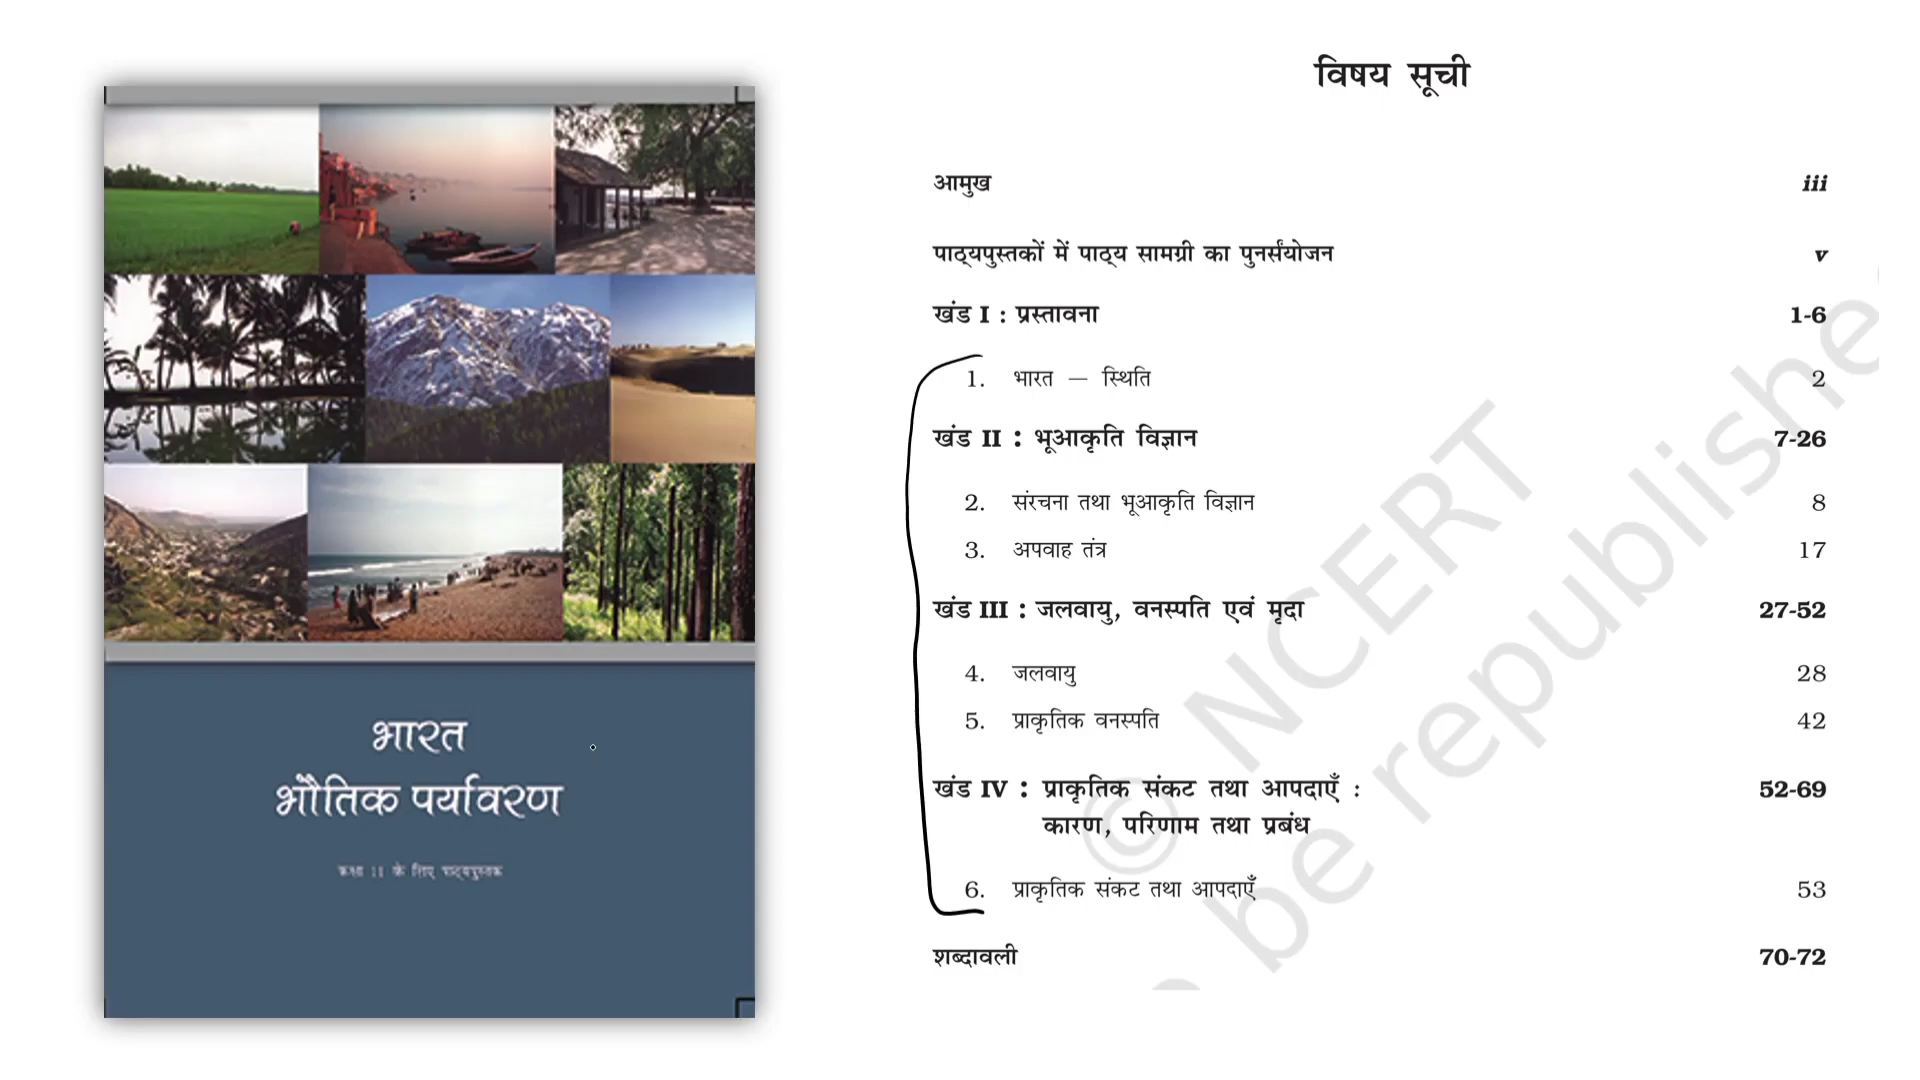 भारत
भौतिक पर्यावरण
कक्षा 11 के लिए पाठ्यपुस्तक
विषय सूची
आमुख iii
पाठ्यपुस्तकों में पाठ्य सामग्री का पुनर्संयोजन v
खंड I : प्रस्तावना 1-6
1. भारत — स्थिति 2
खंड II : भूआकृति विज्ञान 7-26
2. संरचना तथा भूआकृति विज्ञान 8
3. अपवाह तंत्र 17
खंड III : जलवायु, वनस्पति एवं मृदा 27-52
4. जलवायु 28
5. प्राकृतिक वनस्पति 42
खंड IV : प्राकृतिक संकट तथा आपदाएँ : 52-69
कारण, परिणाम तथा प्रबंध
6. प्राकृतिक संकट तथा आपदाएँ 53
शब्दावली 70-72
© NCERT
be republishe